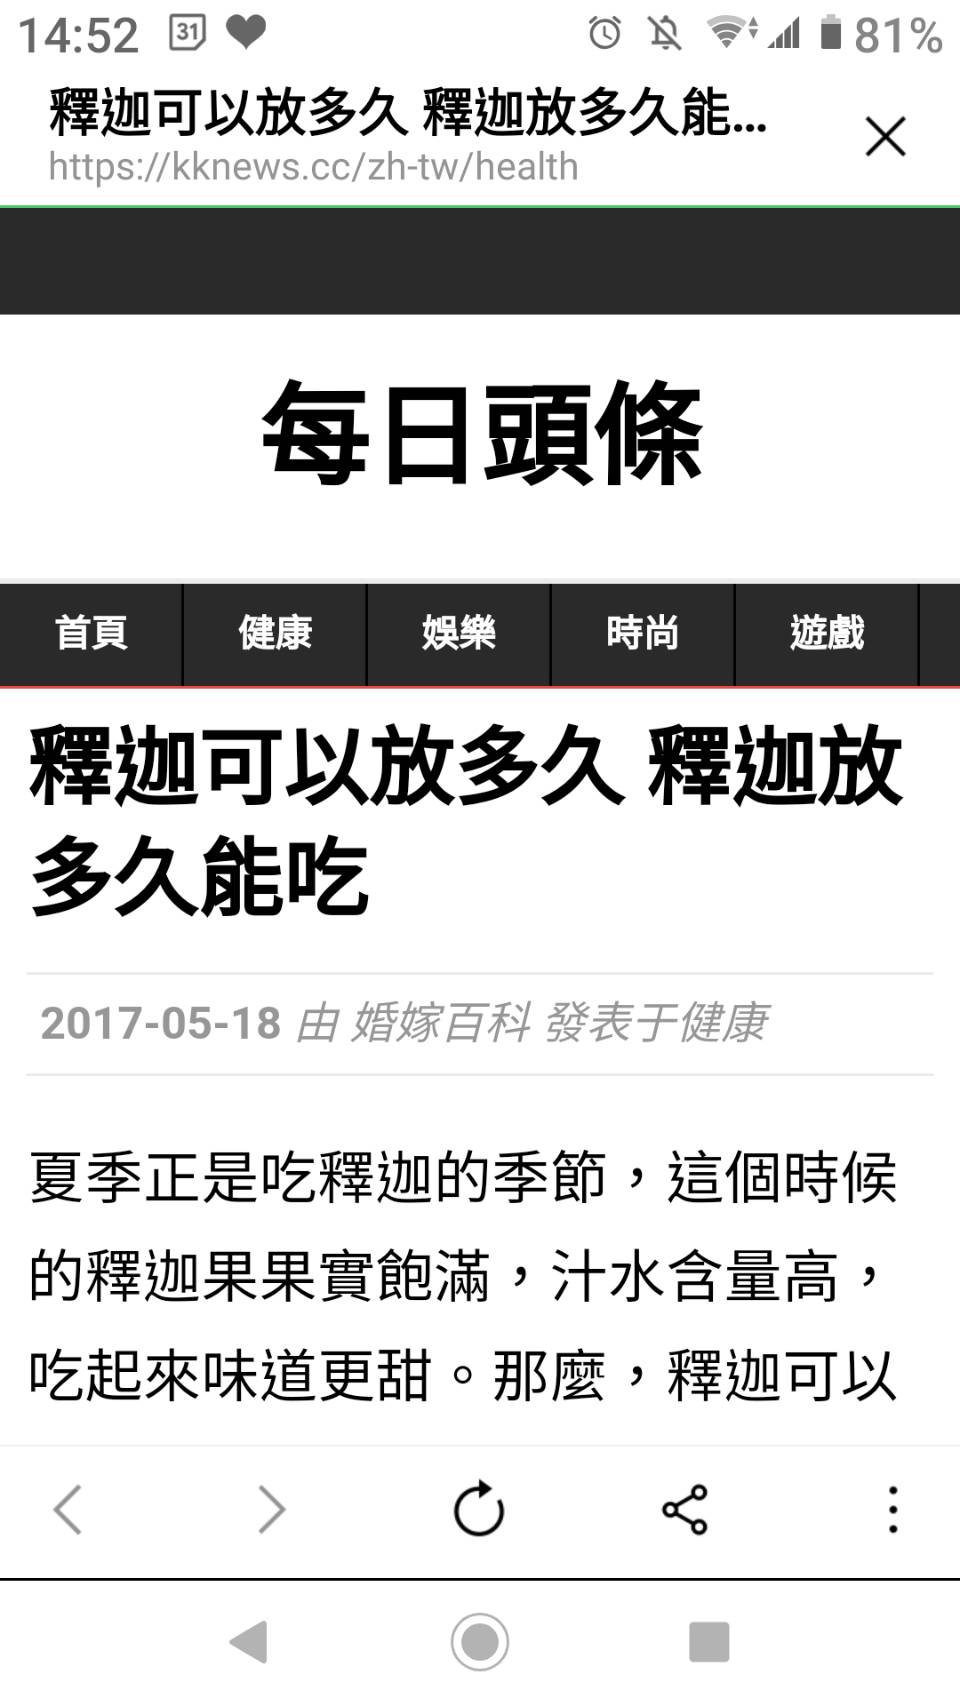 14:52 31 81%
釋迦可以放多久 釋迦放多久能...
https://kknews.cc/zh-tw/health
每日頭條
首頁 健康 娛樂 時尚 遊戲
釋迦可以放多久 釋迦放
多久能吃
2017-05-18 由 婚嫁百科 發表于健康
夏季正是吃釋迦的季節，這個時候
的釋迦果果實飽滿，汁水含量高，
吃起來味道更甜。那麼，釋迦可以